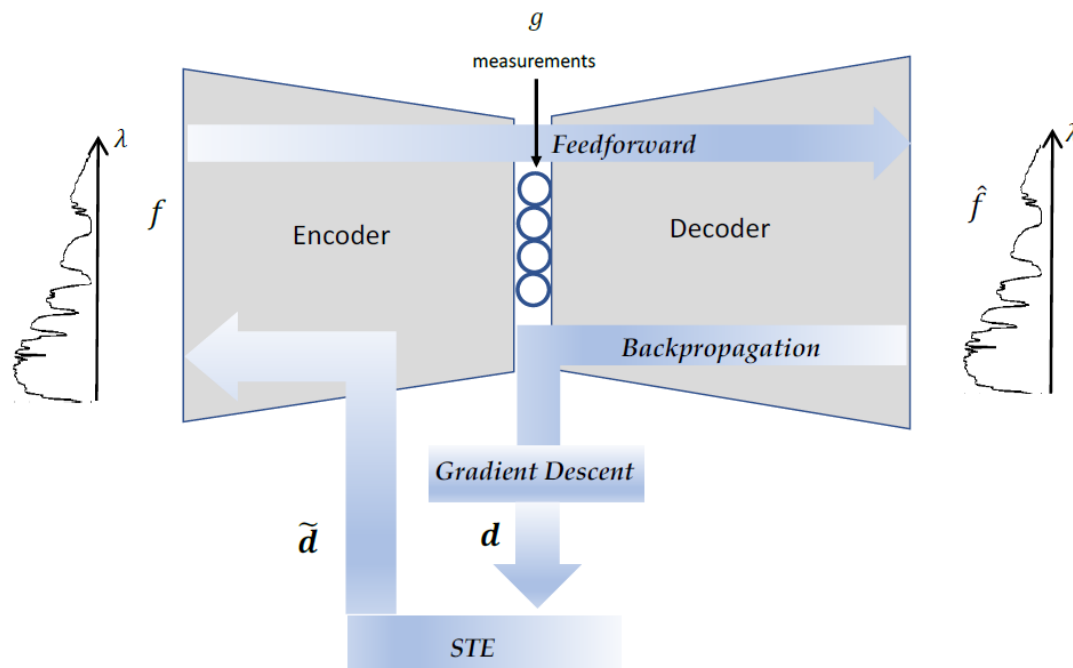 g
measurements
λ
Feedforward
λ
f
f̂
Encoder
Decoder
Backpropagation
Gradient Descent
d̃
d
STE